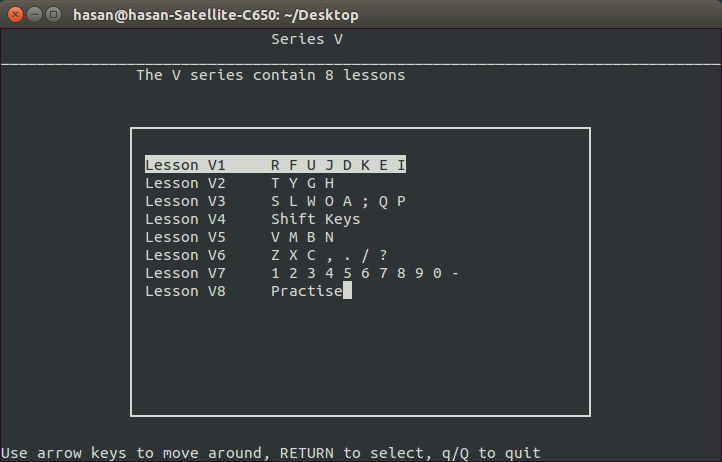 hasan@hasan-Satellite-C650: ~/Desktop
Series V
The V series contain 8 lessons
Lesson V1 R F U J D K E I
Lesson V2 T Y G H
Lesson V3 S L W O A ; Q P
Lesson V4 Shift Keys
Lesson V5 V M B N
Lesson V6 Z X C , . / ?
Lesson V7 1 2 3 4 5 6 7 8 9 0 -
Lesson V8 Practise
Use arrow keys to move around, RETURN to select, q/Q to quit